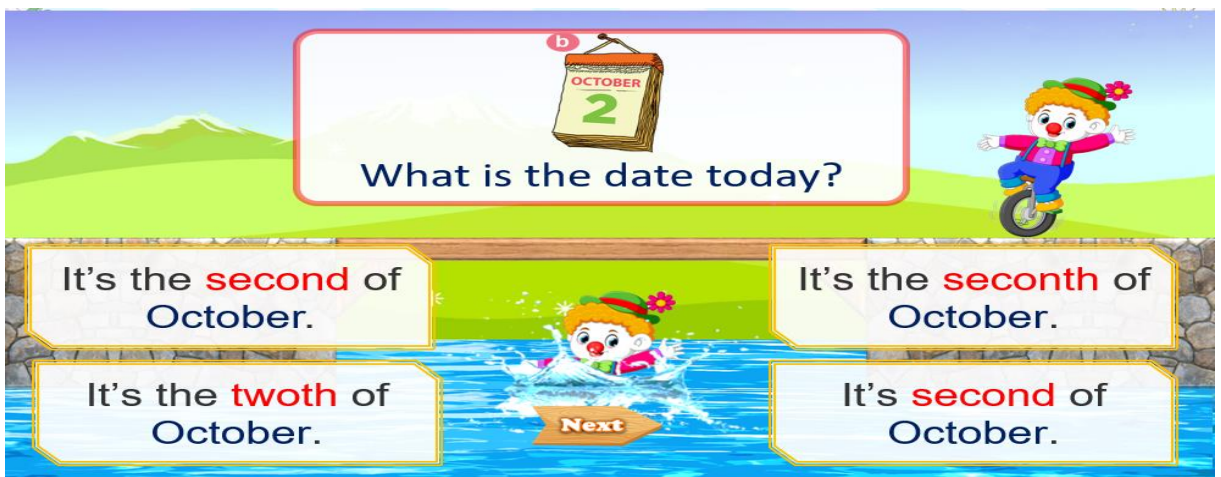 b
OCTOBER
2
What is the date today?
It's the second of
October.
It's the seconth of
October.
It's the twoth of
October.
It's second of
October.
Next